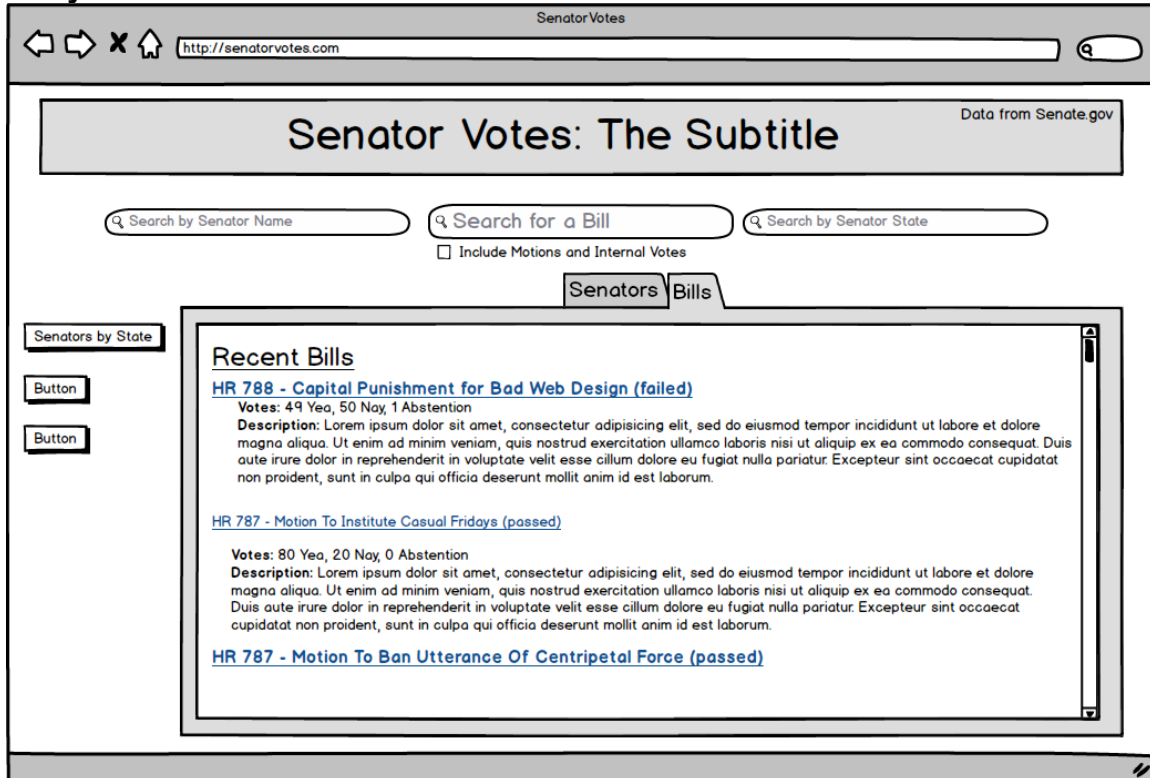 SenatorVotes
http://senatorvotes.com
Data from Senate.gov
Senator Votes: The Subtitle
Search by Senator Name
Search for a Bill
Search by Senator State
Include Motions and Internal Votes
Senators
Bills
Senators by State
Button
Button
Recent Bills
HR 788 - Capital Punishment for Bad Web Design (failed)
Votes: 49 Yea, 50 Nay, 1 Abstention
Description: Lorem ipsum dolor sit amet, consectetur adipisicing elit, sed do eiusmod tempor incididunt ut labore et dolore
magna aliqua. Ut enim ad minim veniam, quis nostrud exercitation ullamco laboris nisi ut aliquip ex ea commodo consequat. Duis
aute irure dolor in reprehenderit in voluptate velit esse cillum dolore eu fugiat nulla pariatur. Excepteur sint occaecat cupidatat
non proident, sunt in culpa qui officia deserunt mollit anim id est laborum.
HR 787 - Motion To Institute Casual Fridays (passed)
Votes: 80 Yea, 20 Nay, 0 Abstention
Description: Lorem ipsum dolor sit amet, consectetur adipisicing elit, sed do eiusmod tempor incididunt ut labore et dolore
magna aliqua. Ut enim ad minim veniam, quis nostrud exercitation ullamco laboris nisi ut aliquip ex ea commodo consequat.
Duis aute irure dolor in reprehenderit in voluptate velit esse cillum dolore eu fugiat nulla pariatur. Excepteur sint occaecat
cupidatat non proident, sunt in culpa qui officia deserunt mollit anim id est laborum.
HR 787 - Motion To Ban Utterance Of Centripetal Force (passed)